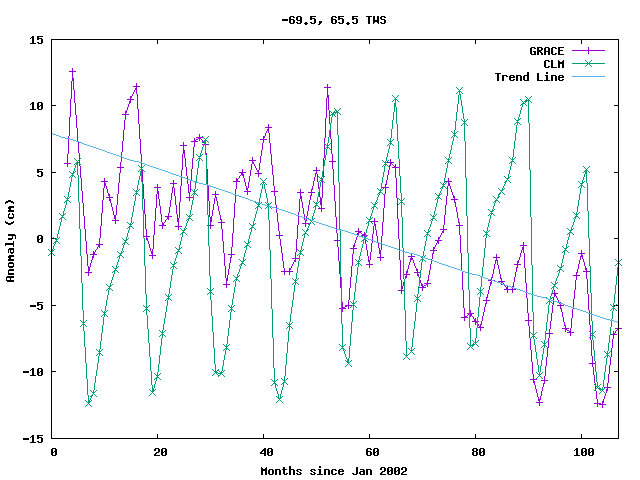 -69.5, 65.5 TWS
GRACE
CLM
Trend Line
15
10
5
0
-5
-10
-15
Anomaly (cm)
0 20 40 60 80 100
Months since Jan 2002